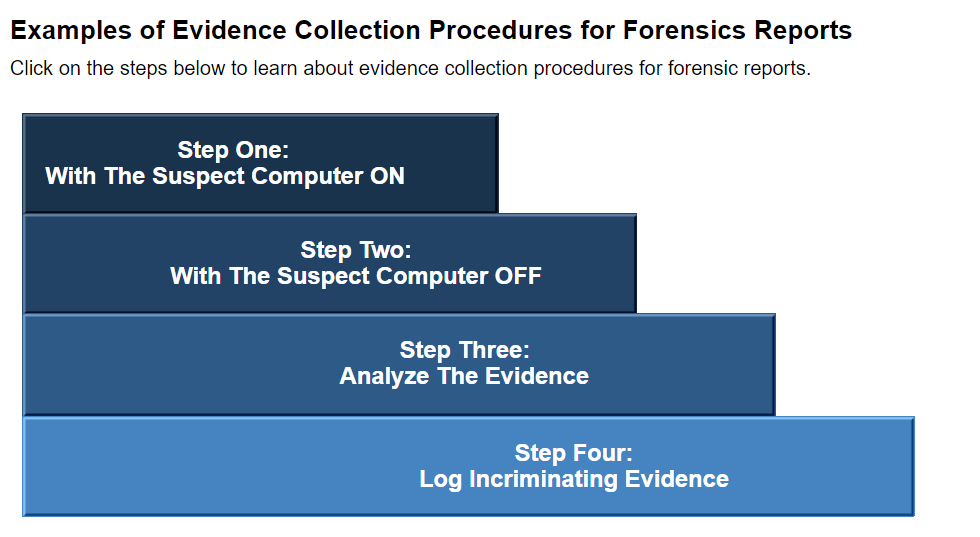 Examples of Evidence Collection Procedures for Forensics Reports
Click on the steps below to learn about evidence collection procedures for forensic reports.
Step One:
With The Suspect Computer ON
Step Two:
With The Suspect Computer OFF
Step Three:
Analyze The Evidence
Step Four:
Log Incriminating Evidence